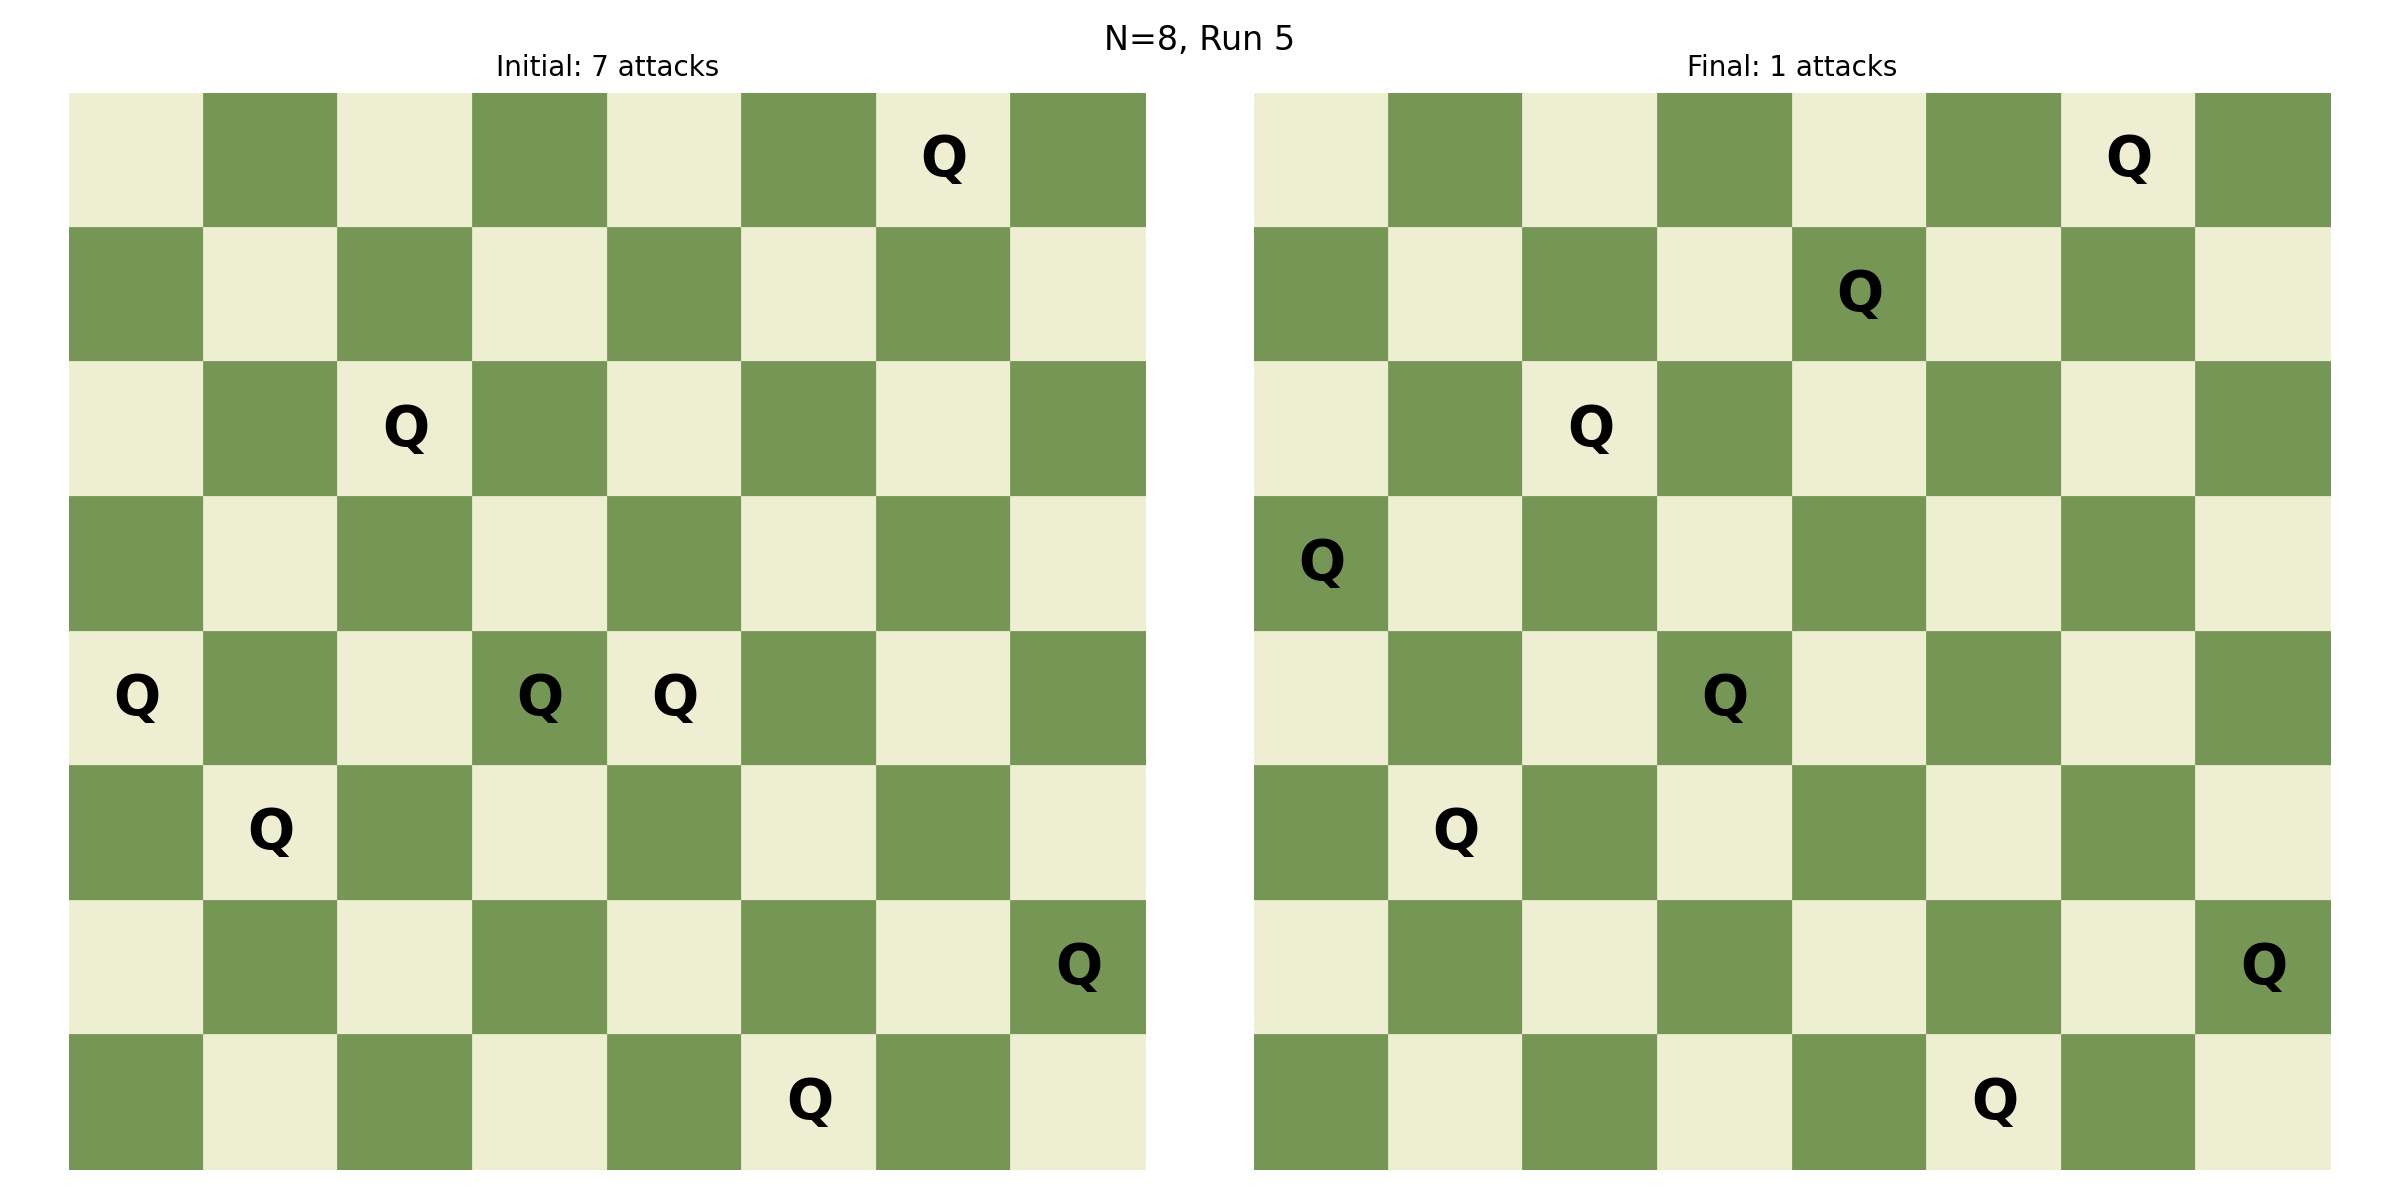 N=8, Run 5
Initial: 7 attacks
Final: 1 attacks
Q Q
Q
Q Q
Q
Q Q Q Q
Q Q
Q Q
Q Q